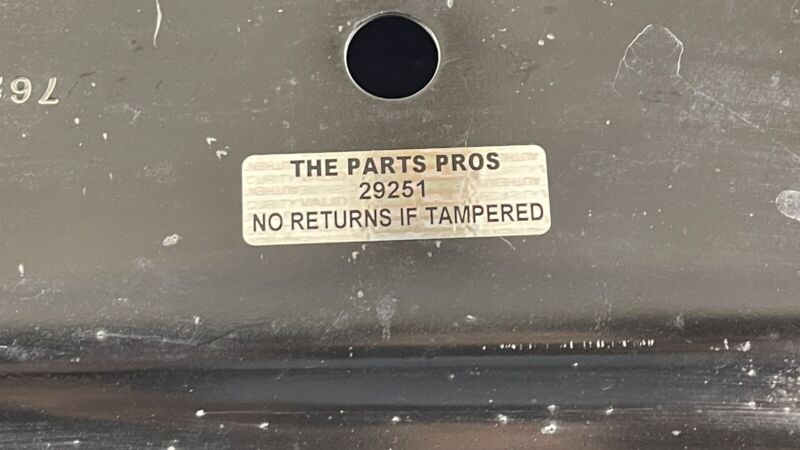 THE PARTS PROS
29251
NO RETURNS IF TAMPERED